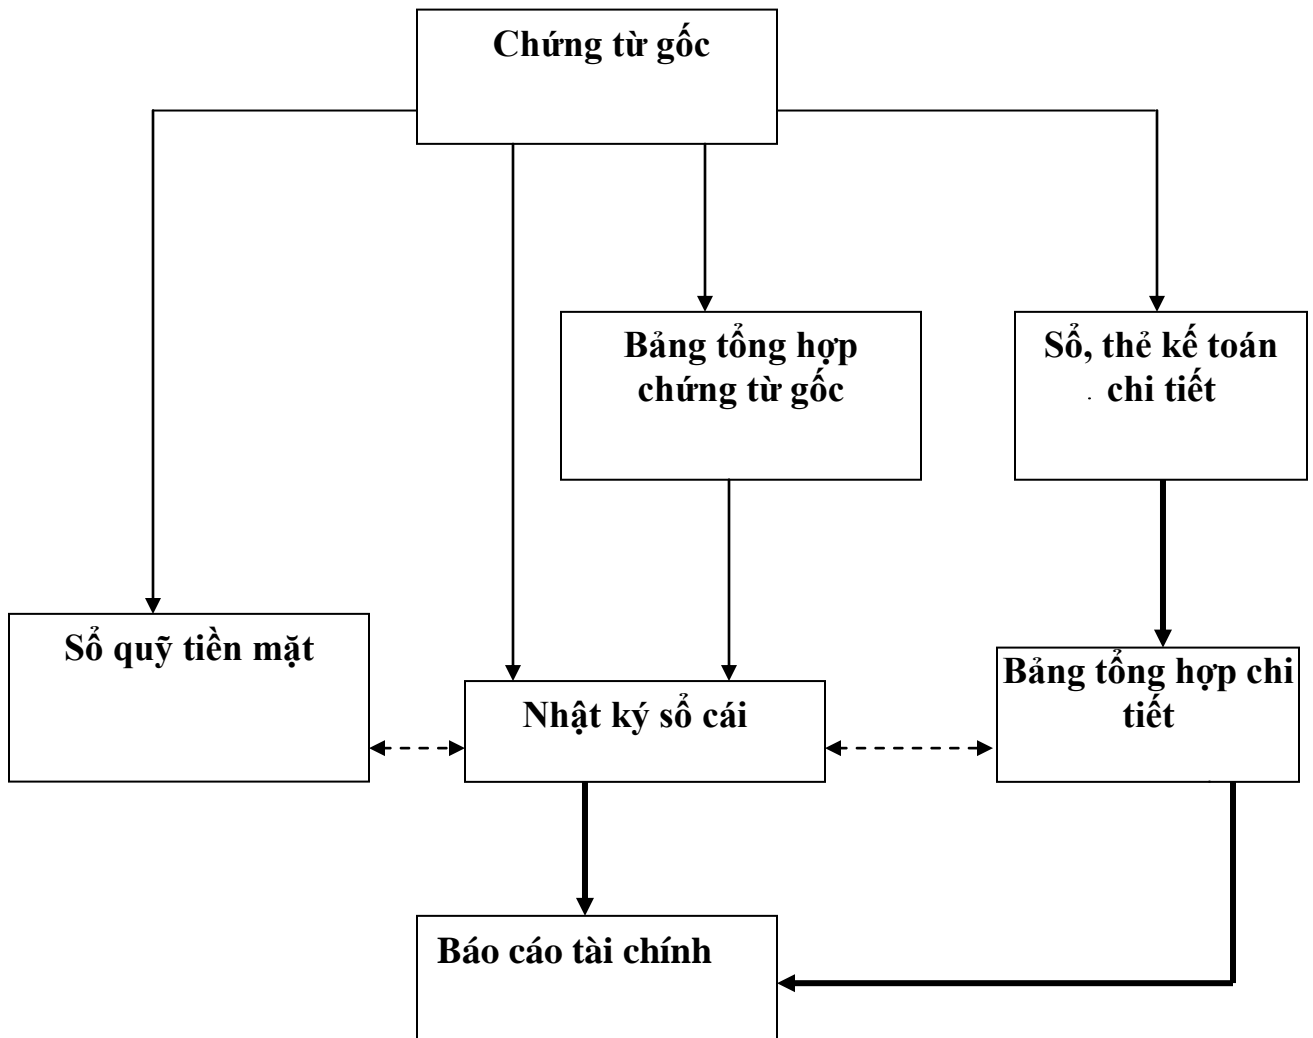 Chứng từ gốc
Bảng tổng hợp
chứng từ gốc
Sổ, thẻ kế toán
chi tiết
Sổ quỹ tiền mặt
Nhật ký sổ cái
Bảng tổng hợp chi
tiết
Báo cáo tài chính